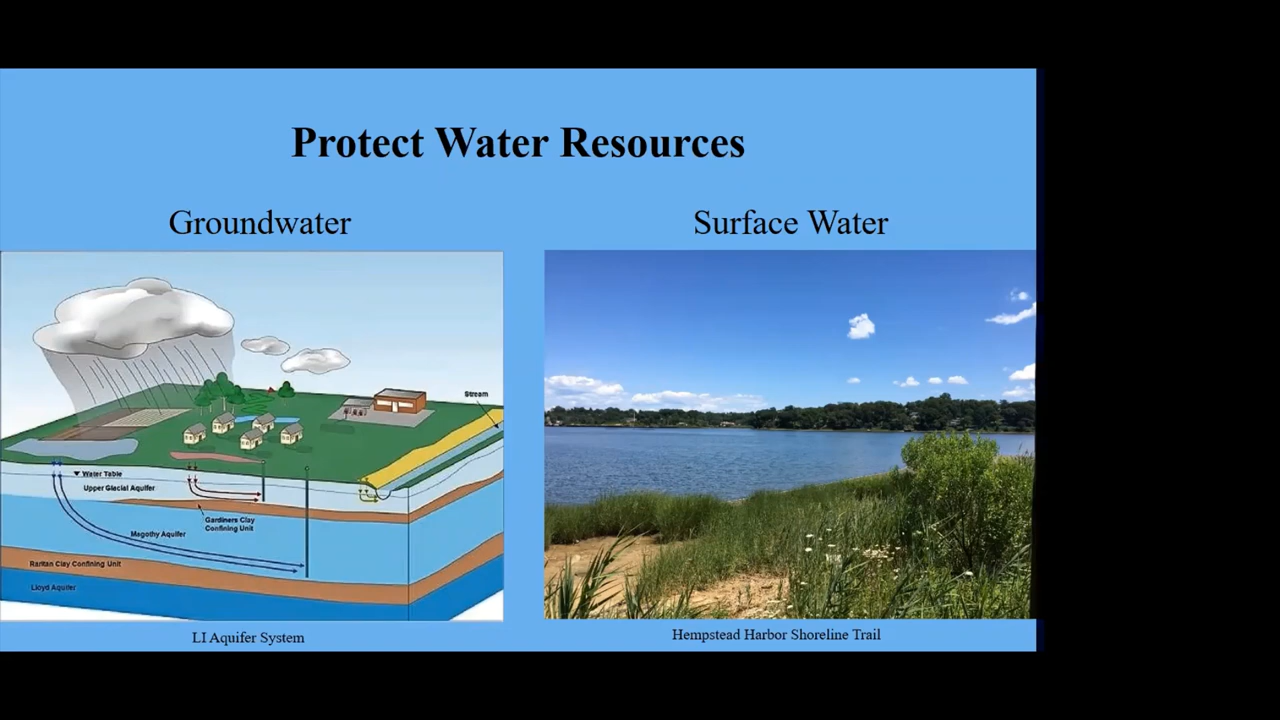 Protect Water Resources
Groundwater
Surface Water
Stream
Water Table
Upper Glacial Aquifer
Gardiners Clay
Confining Unit
Magothy Aquifer
Raritan Clay Confining Unit
Lloyd Aquifer
LI Aquifer System
Hempstead Harbor Shoreline Trail